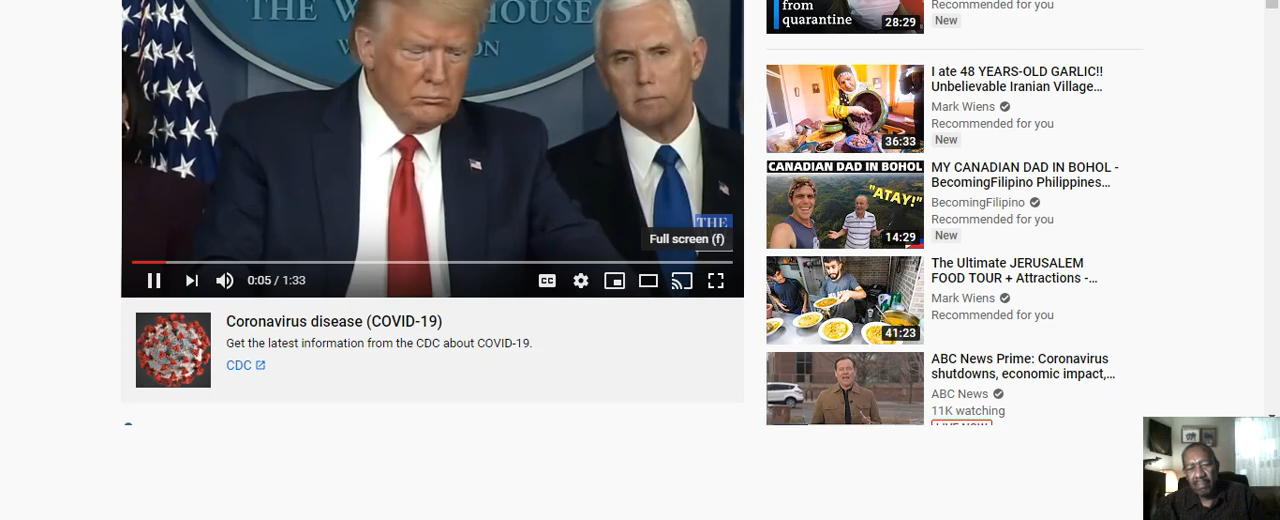 THE WHITE HOUSE
THE
Full screen (f)
0:05 / 1:33
CC
Coronavirus disease (COVID-19)
Get the latest information from the CDC about COVID-19.
CDC
from
quarantine
28:29
Recommended for you
New
36:33
I ate 48 YEARS-OLD GARLIC!!
Unbelievable Iranian Village…
Mark Wiens
Recommended for you
New
CANADIAN DAD IN BOHOL
"ATAY!"
14:29
MY CANADIAN DAD IN BOHOL -
BecomingFilipino Philippines…
BecomingFilipino
Recommended for you
New
41:23
The Ultimate JERUSALEM
FOOD TOUR + Attractions -…
Mark Wiens
Recommended for you
ABC News Prime: Coronavirus
shutdowns, economic impact,…
ABC News
11K watching
LIVE NOW